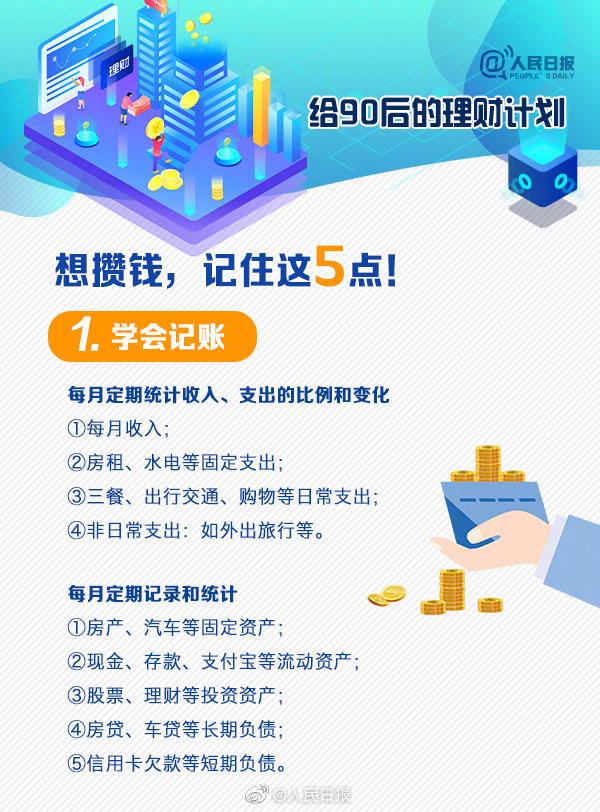 @人民日报
PEOPLE'S DAILY
理财
给90后的理财计划
想攒钱，记住这5点！
1.学会记账
每月定期统计收入、支出的比例和变化
①每月收入；
②房租、水电等固定支出；
③三餐、出行交通、购物等日常支出；
④非日常支出：如外出旅行等。
每月定期记录和统计
①房产、汽车等固定资产；
②现金、存款、支付宝等流动资产；
③股票、理财等投资资产；
④房贷、车贷等长期负债；
⑤信用卡欠款等短期负债。
@人民日报